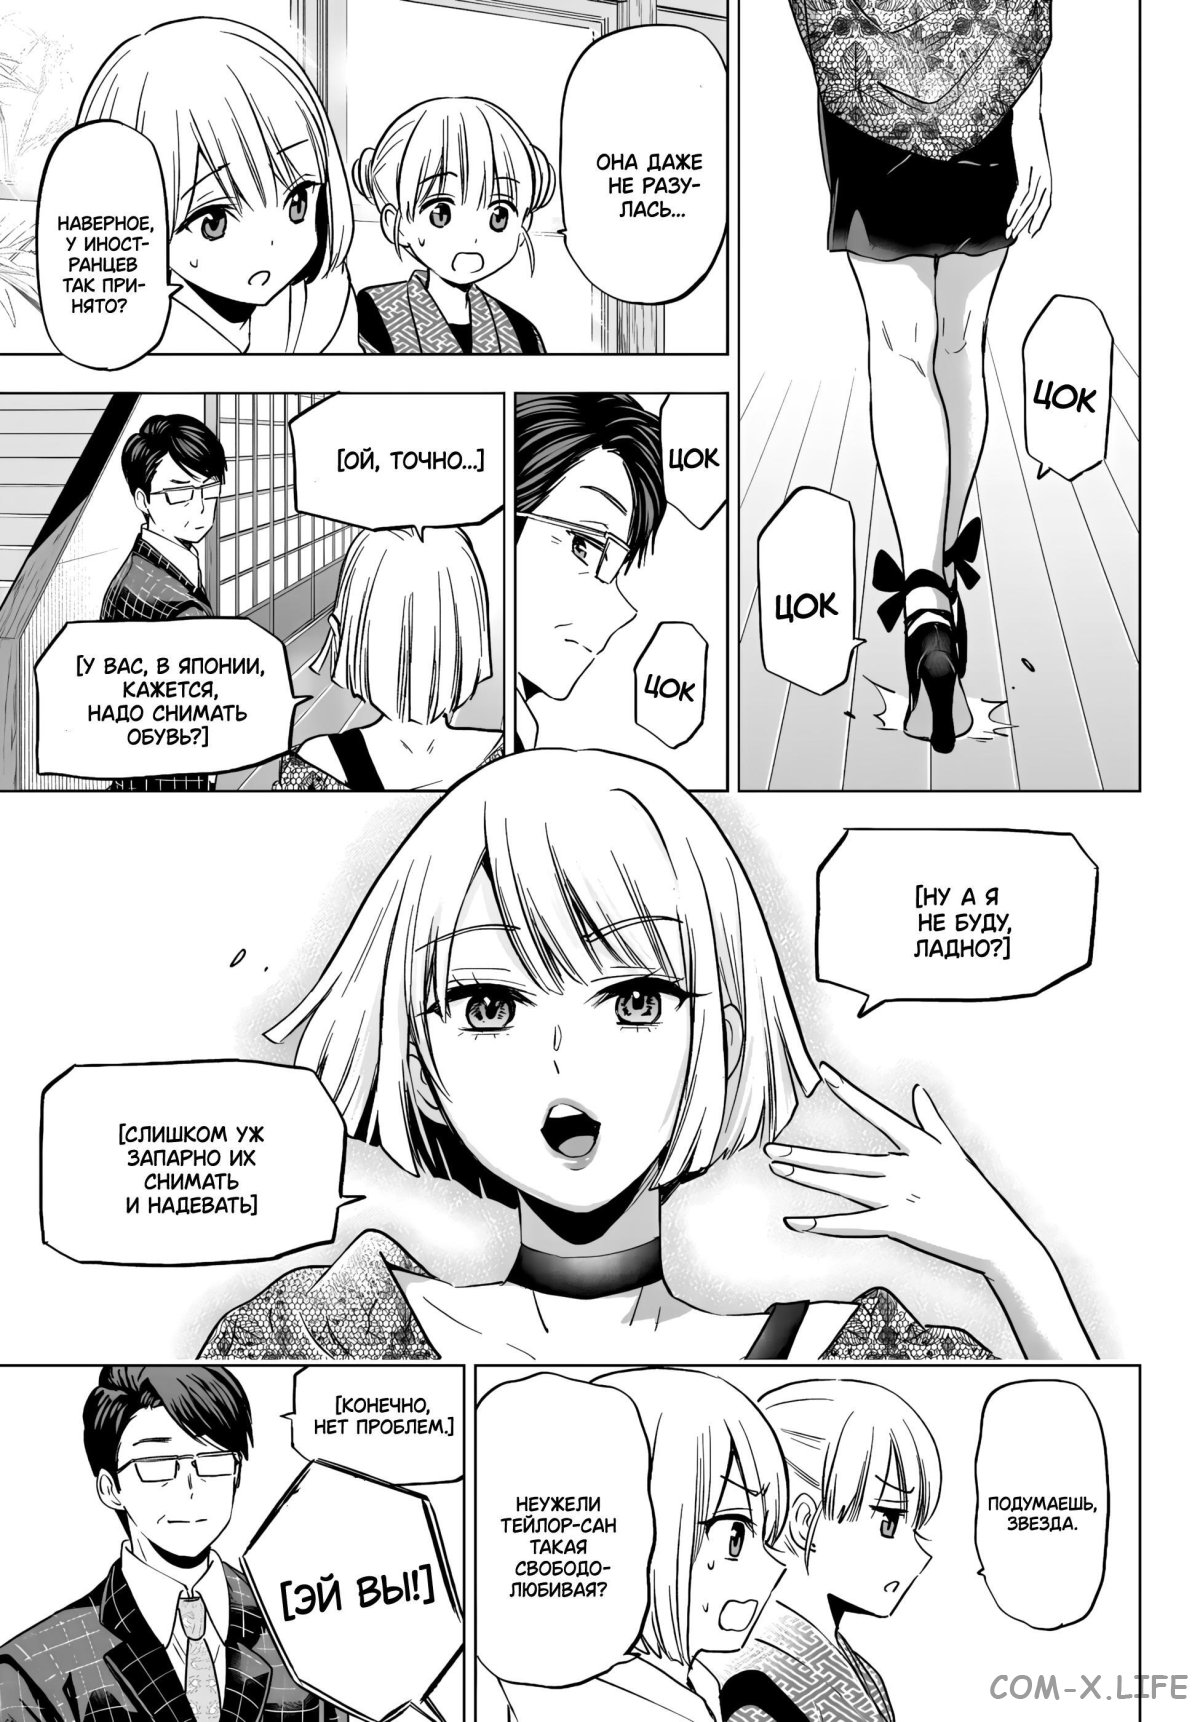 ЦОК
ЦОК
ОНА ДАЖЕ
НЕ РАЗУ-
ЛАСЬ...
НАВЕРНОЕ,
У ИНОСТ-
РАНЦЕВ
ТАК ПРИ-
НЯТО?
ЦОК
ЦОК
[ОЙ, ТОЧНО...]
[У ВАС, В ЯПОНИИ,
КАЖЕТСЯ,
НАДО СНИМАТЬ
ОБУВЬ?]
[НУ А Я
НЕ БУДУ,
ЛАДНО?]
[СЛИШКОМ УЖ
ЗАПАРНО ИХ
СНИМАТЬ
И НАДЕВАТЬ]
ПОДУМАЕШЬ,
ЗВЕЗДА.
НЕУЖЕЛИ
ТЕЙЛОР-САН
ТАКАЯ
СВОБОДО-
ЛЮБИВАЯ?
[КОНЕЧНО,
НЕТ ПРОБЛЕМ.]
[ЭЙ ВЫ!]
COM-X.LIFE